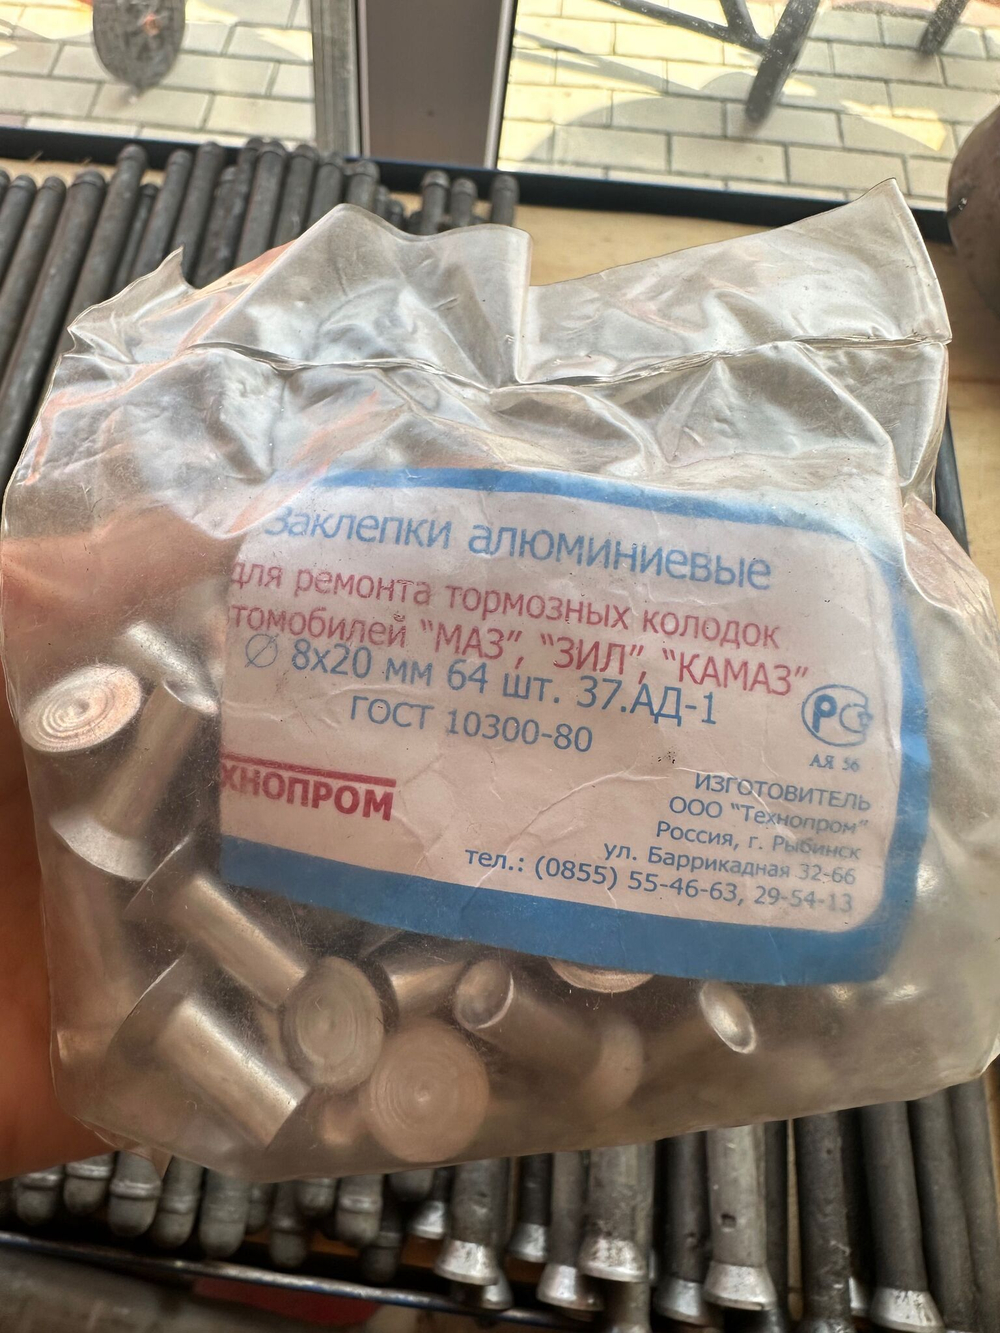 Заклепки алюминиевые
для ремонта тормозных колодок
томобилей “МАЗ”, “ЗИЛ”, “КАМАЗ”
∅ 8х20 мм 64 шт. 37.АД-1
ГОСТ 10300-80
РСТ
АЯ 56
ХНОПРОМ
ИЗГОТОВИТЕЛЬ
ООО “Технопром”
Россия, г. Рыбинск
ул. Баррикадная 32-66
тел.: (0855) 55-46-63, 29-54-13